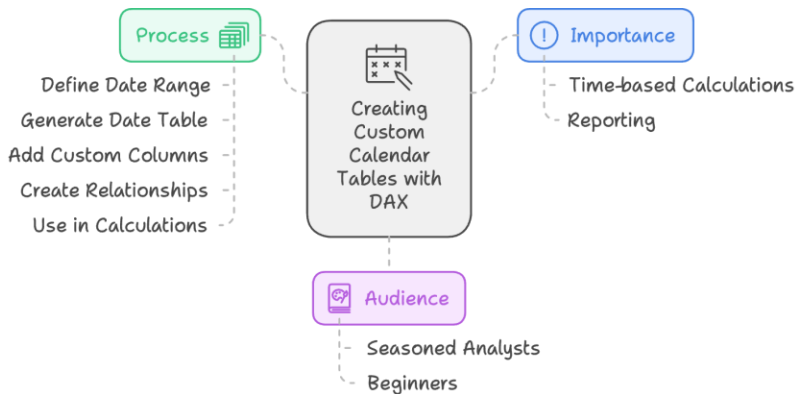 Process
Define Date Range
Generate Date Table
Add Custom Columns
Create Relationships
Use in Calculations
Creating
Custom
Calendar
Tables with
DAX
Importance
Time-based Calculations
Reporting
Audience
Seasoned Analysts
Beginners